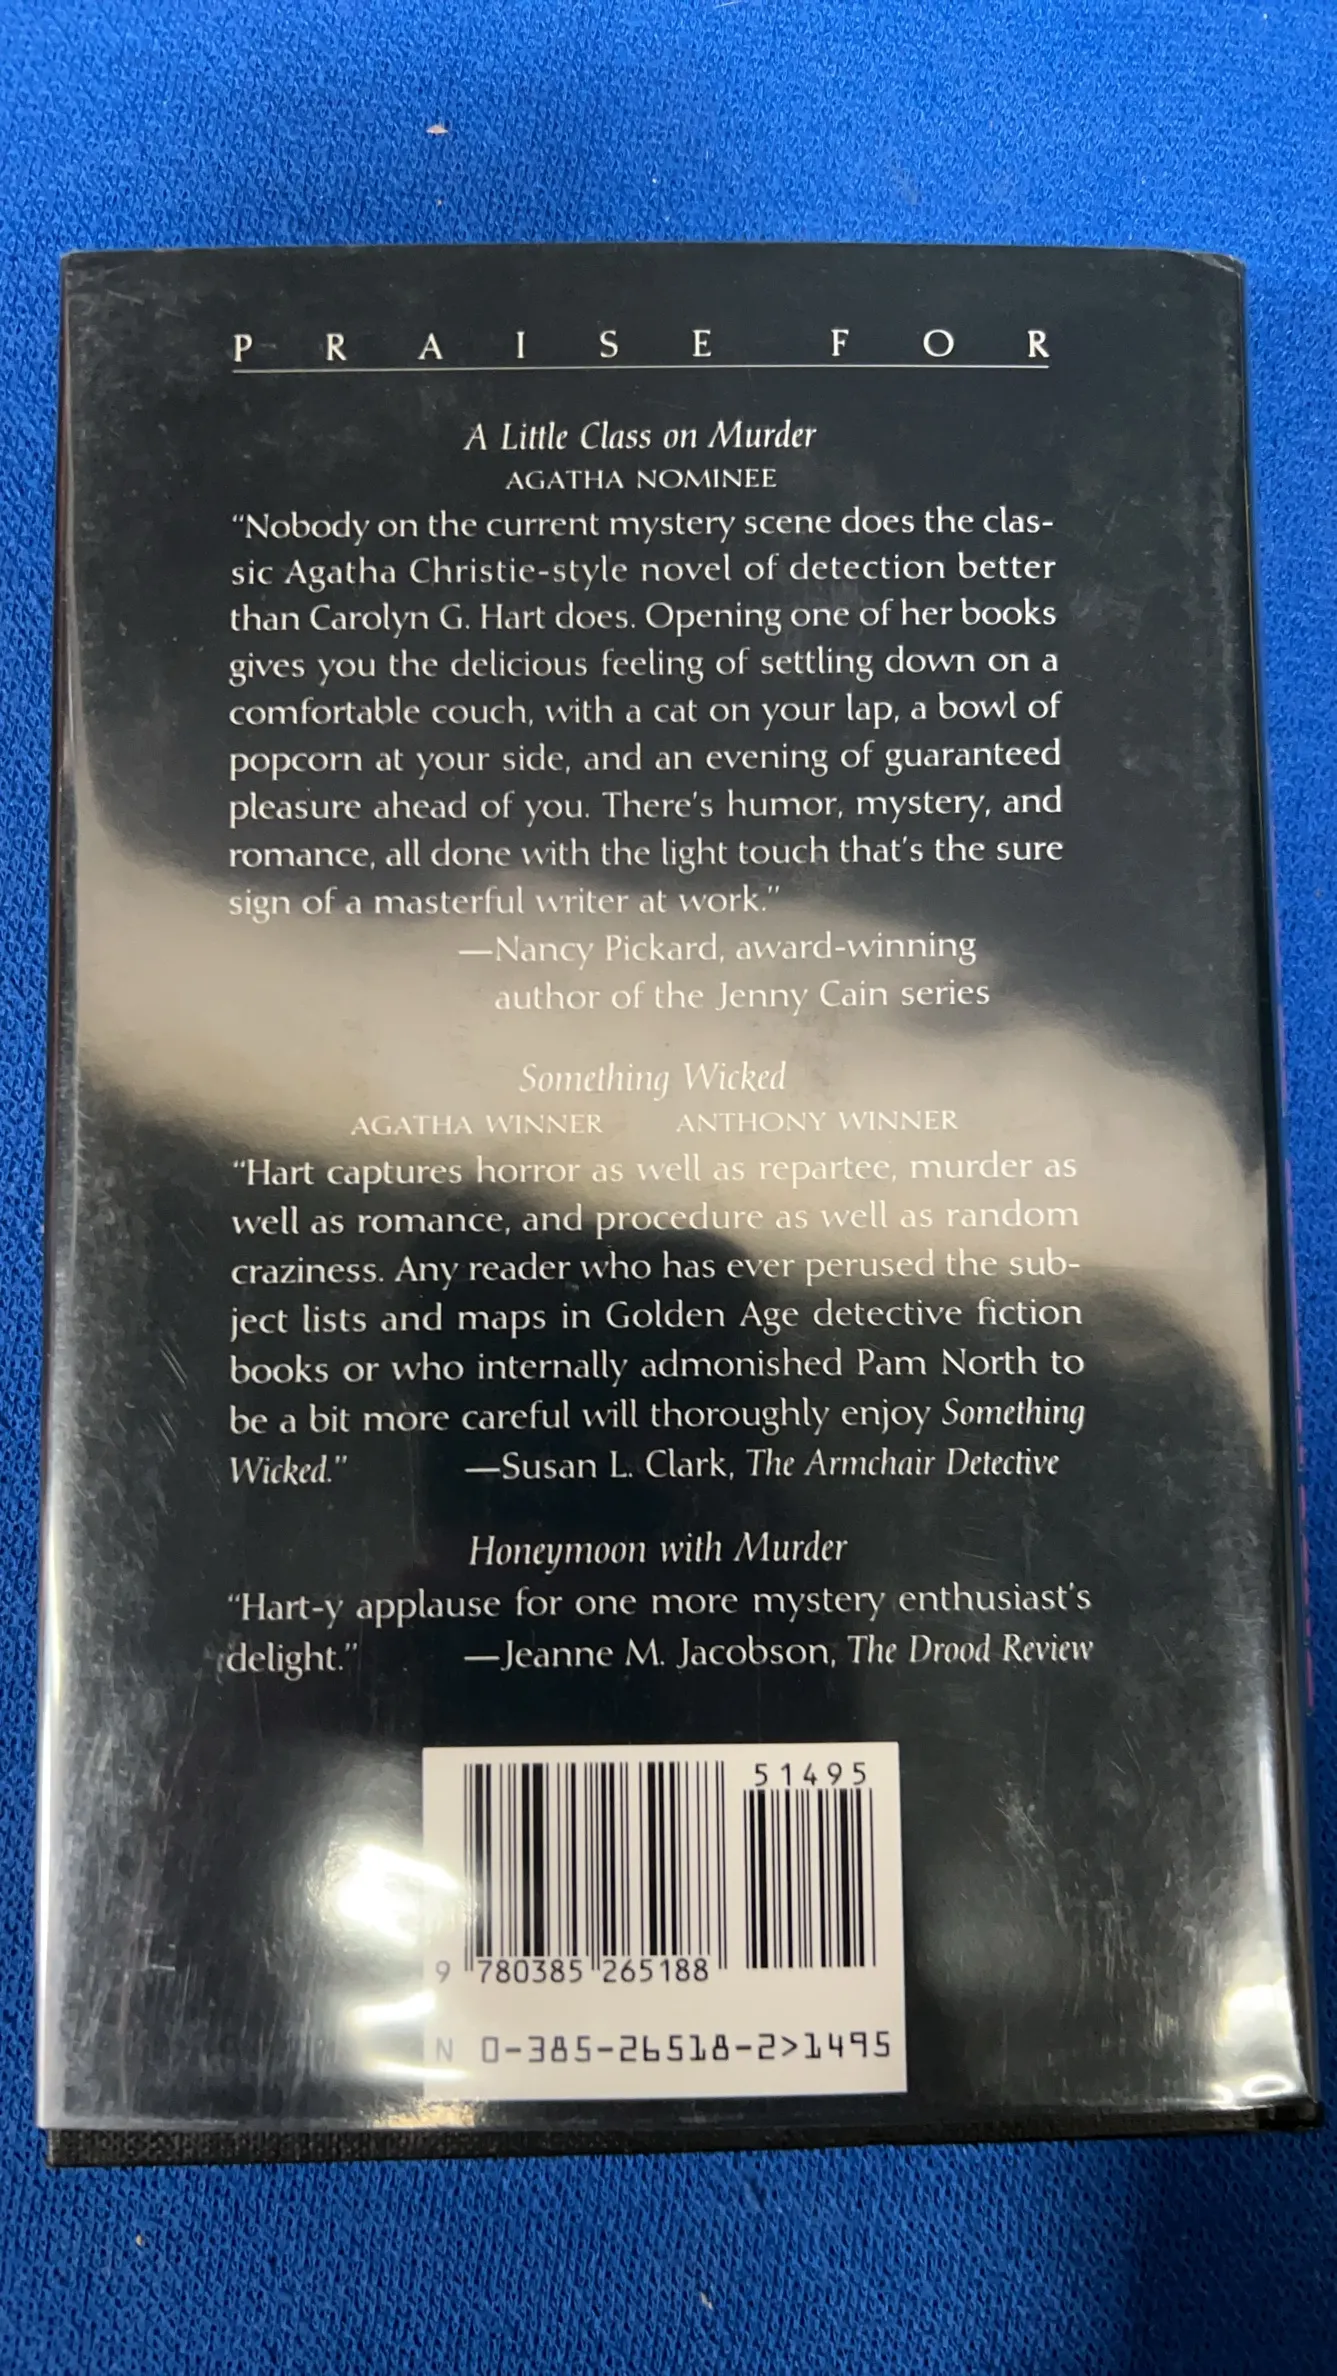 PRAISE FOR
A Little Class on Murder
AGATHA NOMINEE
“Nobody on the current mystery scene does the clas-
sic Agatha Christie-style novel of detection better
than Carolyn G. Hart does. Opening one of her books
gives you the delicious feeling of settling down on a
comfortable couch, with a cat on your lap, a bowl of
popcorn at your side, and an evening of guaranteed
pleasure ahead of you. There's humor, mystery, and
romance, all done with the light touch that's the sure
sign of a masterful writer at work.”
—Nancy Pickard, award-winning
author of the Jenny Cain series
Something Wicked
AGATHA WINNER ANTHONY WINNER
“Hart captures horror as well as repartee, murder as
well as romance, and procedure as well as random
craziness. Any reader who has ever perused the sub-
ject lists and maps in Golden Age detective fiction
books or who internally admonished Pam North to
be a bit more careful will thoroughly enjoy Something
Wicked.” —Susan L. Clark, The Armchair Detective
Honeymoon with Murder
“Hart-y applause for one more mystery enthusiast's
delight.” —Jeanne M. Jacobson, The Drood Review
51495
9 780385 265188
N 0-385-26518-2>1495